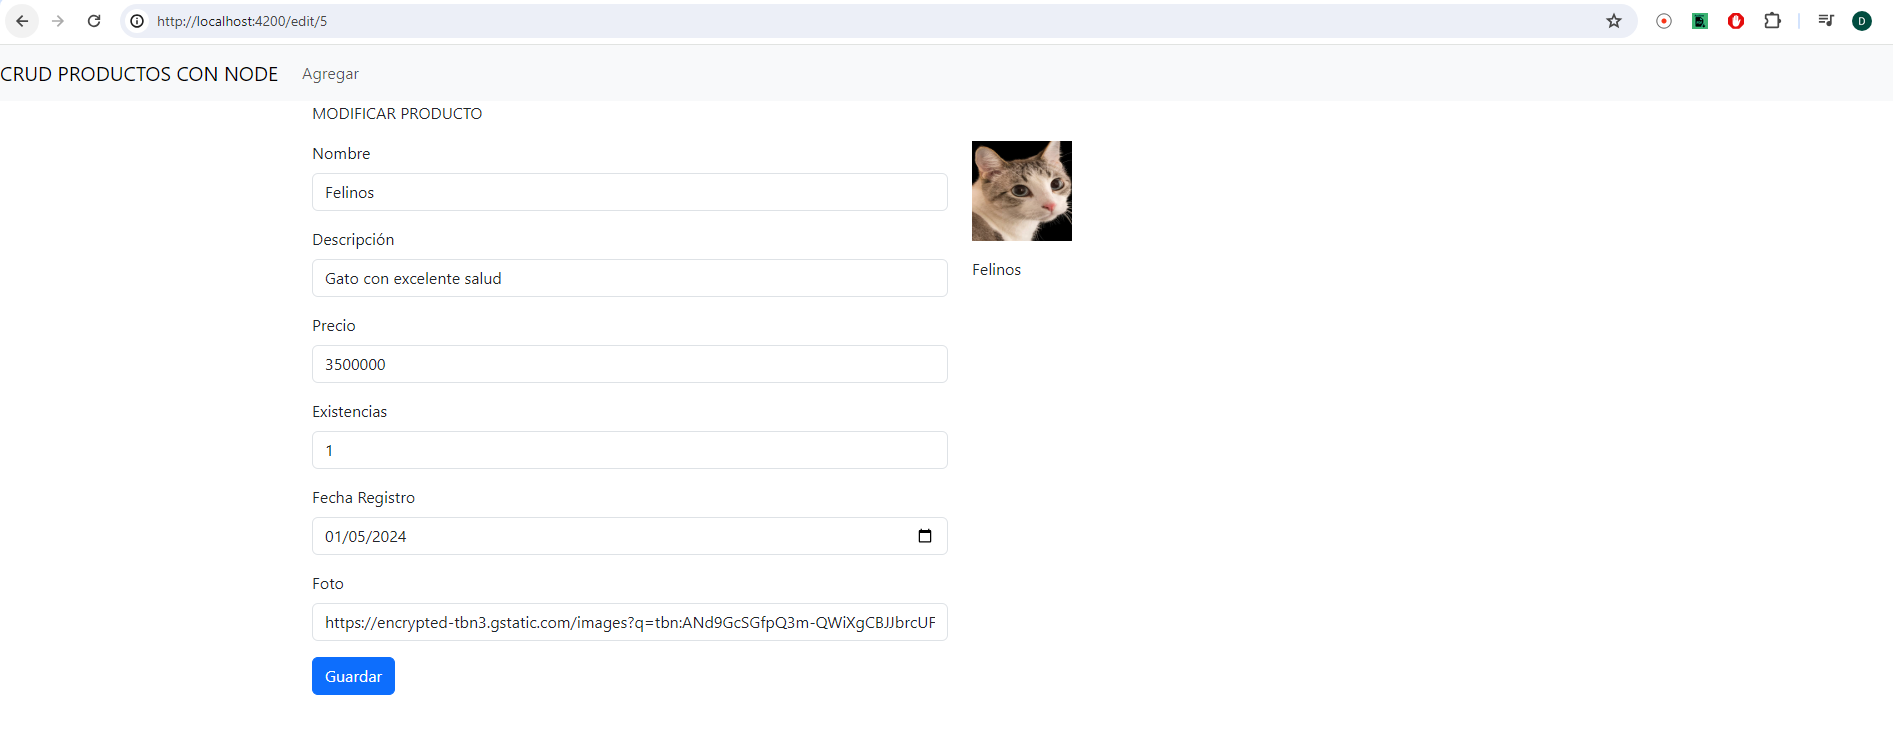 http://localhost:4200/edit/5
D
CRUD PRODUCTOS CON NODE Agregar
MODIFICAR PRODUCTO
Nombre
Felinos
Descripción
Gato con excelente salud
Felinos
Precio
3500000
Existencias
1
Fecha Registro
01/05/2024
Foto
https://encrypted-tbn3.gstatic.com/images?q=tbn:ANd9GcSGfpQ3m-QWiXgCBJJbrcUF
Guardar